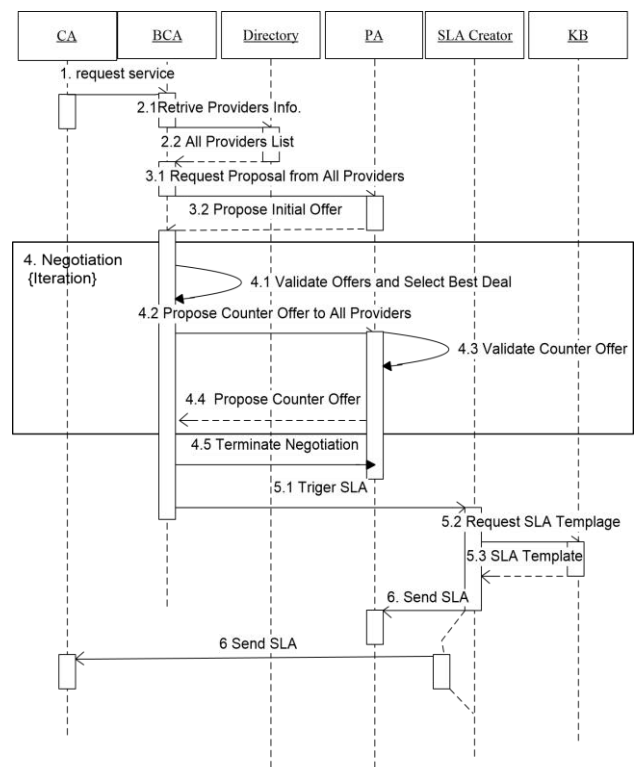 CA
BCA
Directory
PA
SLA Creator
KB
1. request service
2.1Retrive Providers Info.
2.2 All Providers List
3.1 Request Proposal from All Providers
3.2 Propose Initial Offer
4. Negotiation
{Iteration}
4.1 Validate Offers and Select Best Deal
4.2 Propose Counter Offer to All Providers
4.3 Validate Counter Offer
4.4 Propose Counter Offer
4.5 Terminate Negotiation
5.1 Triger SLA
5.2 Request SLA Templage
5.3 SLA Template
6. Send SLA
6 Send SLA